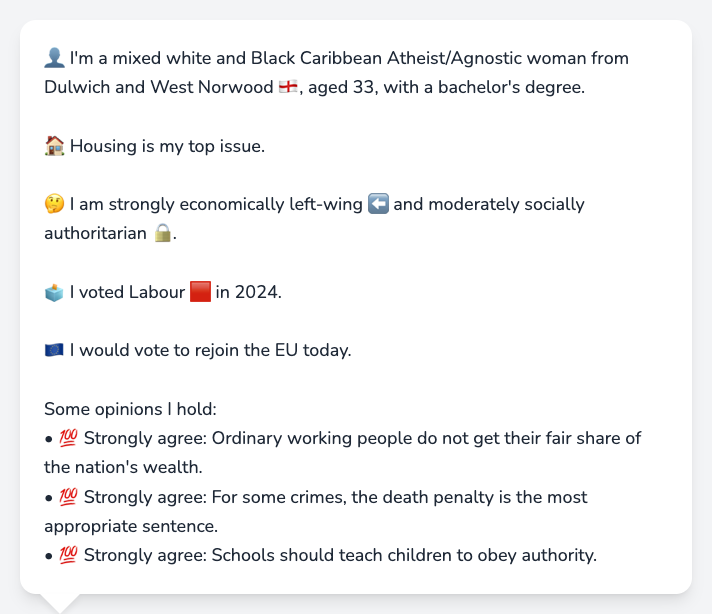 👤 I'm a mixed white and Black Caribbean Atheist/Agnostic woman from
Dulwich and West Norwood 🏴󠁧󠁢󠁥󠁮󠁧󠁿, aged 33, with a bachelor's degree.
🏠 Housing is my top issue.
🤔 I am strongly economically left-wing ⬅️ and moderately socially
authoritarian 🔒.
🗳️ I voted Labour 🟥 in 2024.
🇪🇺 I would vote to rejoin the EU today.
Some opinions I hold:
• 💯 Strongly agree: Ordinary working people do not get their fair share of
the nation's wealth.
• 💯 Strongly agree: For some crimes, the death penalty is the most
appropriate sentence.
• 💯 Strongly agree: Schools should teach children to obey authority.